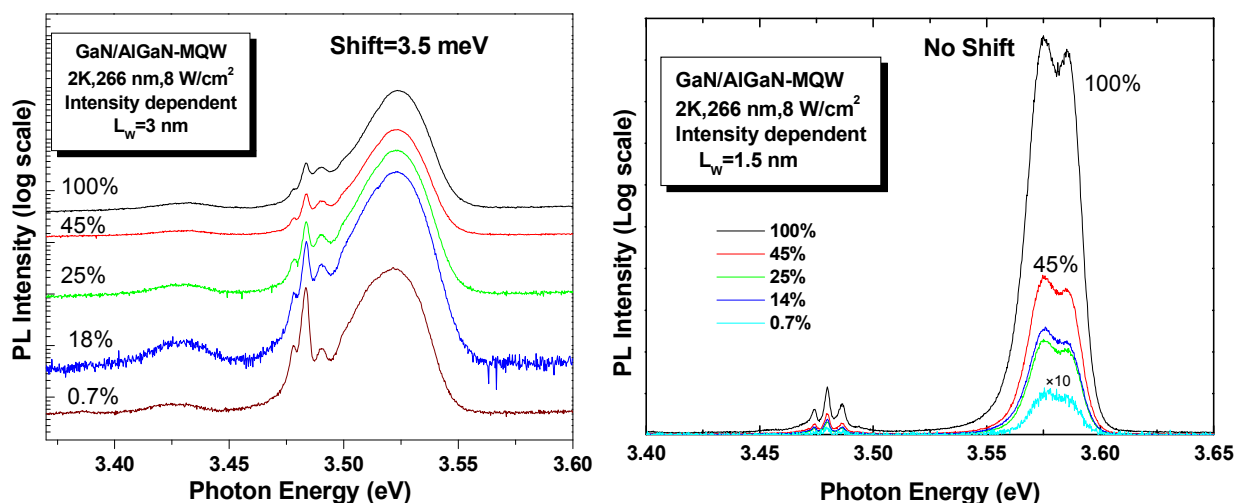 GaN/AlGaN-MQW
2K,266 nm,8 W/cm²
Intensity dependent
L_W=3 nm
Shift=3.5 meV
100%
45%
25%
18%
0.7%
PL Intensity (log scale)
3.40 3.45 3.50 3.55 3.60
Photon Energy (eV)
No Shift
GaN/AlGaN-MQW
2K,266 nm,8 W/cm²
Intensity dependent
L_W=1.5 nm
100%
45%
100%
45%
25%
14%
0.7%
×10
PL Intensity (Log scale)
3.40 3.45 3.50 3.55 3.60 3.65
Photon Energy (eV)